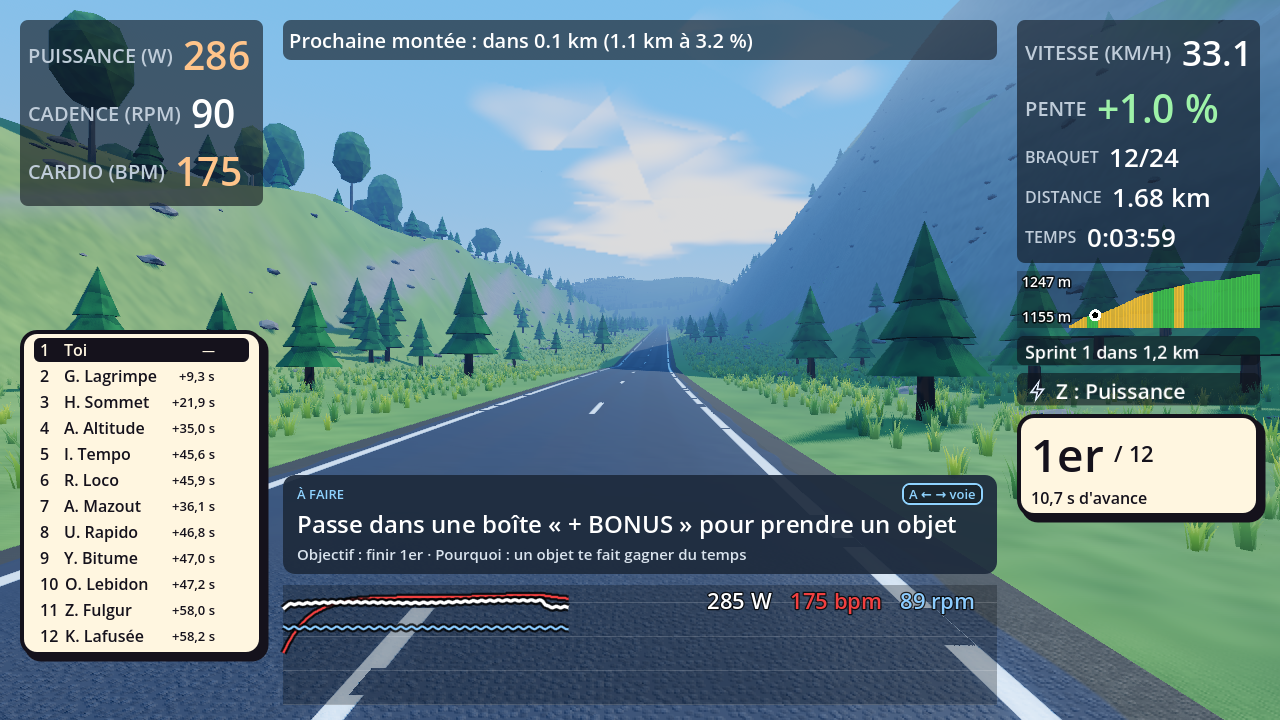 PUISSANCE (W) 286
CADENCE (RPM) 90
CARDIO (BPM) 175
Prochaine montée : dans 0.1 km (1.1 km à 3.2 %)
VITESSE (KM/H) 33.1
PENTE +1.0 %
BRAQUET 12/24
DISTANCE 1.68 km
TEMPS 0:03:59
1247 m
1155 m
Sprint 1 dans 1,2 km
Z : Puissance
1er / 12
10,7 s d'avance
1 Toi —
2 G. Lagrimpe +9,3 s
3 H. Sommet +21,9 s
4 A. Altitude +35,0 s
5 I. Tempo +45,6 s
6 R. Loco +45,9 s
7 A. Mazout +36,1 s
8 U. Rapido +46,8 s
9 Y. Bitume +47,0 s
10 O. Lebidon +47,2 s
11 Z. Fulgur +58,0 s
12 K. Lafusée +58,2 s
À FAIRE
A ← → voie
Passe dans une boîte « + BONUS » pour prendre un objet
Objectif : finir 1er · Pourquoi : un objet te fait gagner du temps
285 W 175 bpm 89 rpm